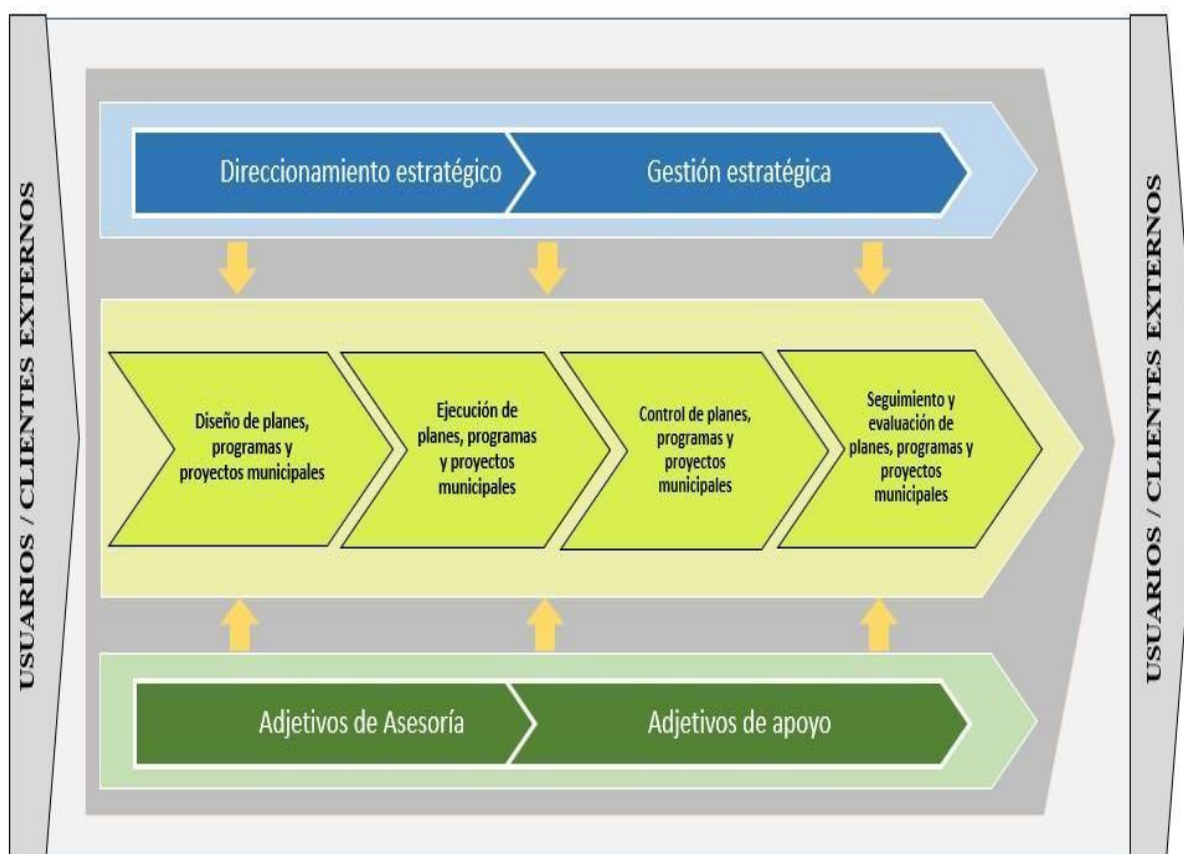 USUARIOS / CLIENTES EXTERNOS
Direccionamiento estratégico
Gestión estratégica
Diseño de planes,
programas y
proyectos municipales
Ejecución de
planes, programas
y proyectos
municipales
Control de planes,
programas y
proyectos
municipales
Seguimiento y
evaluación de
planes, programas y
proyectos
municipales
Adjetivos de Asesoría
Adjetivos de apoyo
USUARIOS / CLIENTES EXTERNOS